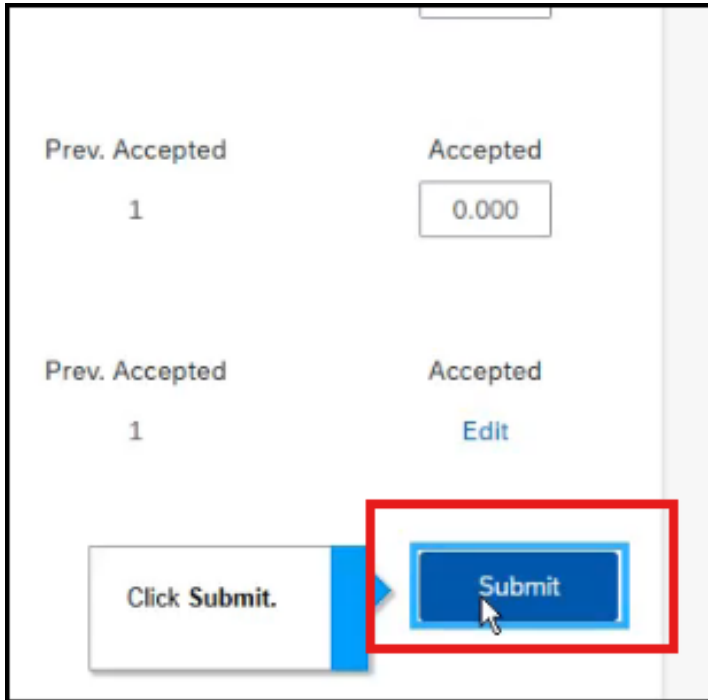 Prev. Accepted Accepted
1 0.000
Prev. Accepted Accepted
1 Edit
Click Submit. Submit